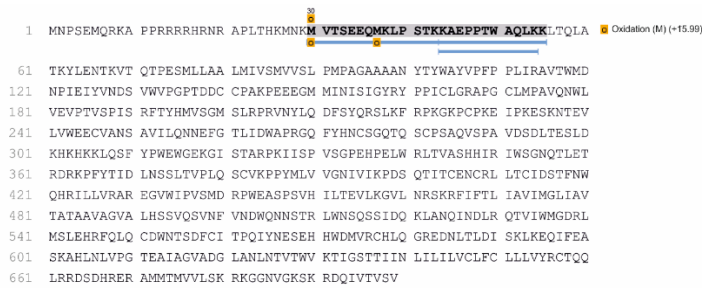 30
o
1 MNPSEMQRKA PPRRRRHRNR APLTHKMNKM VTSEEQMKLP STKKAEPPTW AQLKKLTQLA o Oxidation (M) (+15.99)
o o
61 TKYLENTKVT QTPESMLLAA LMIVSMVVSL PMPAGAAAAN YTYWAYVPFP PLIRAVTWMD
121 NPIEIYVNDS VWVPGPTDDC CPAKPEEEGM MINISIGYRY PPICLGRAPG CLMPAVQNWL
181 VEVPTVSPIS RFTYHMVSGM SLRPRVNYLQ DFSYQRSLKF RPKGKPCPKE IPKESKNTEV
241 LVWEECVANS AVILQNNEFG TLIDWAPRGQ FYHNCSGQTQ SCPSAQVSPA VDSDLTESLD
301 KHKHKKLQSF YPWEWGEKGI STARPKIISP VSGPEHPELW RLTVASHHIR IWSGNQTLET
361 RDRKPFYTID LNSSLTVPLQ SCVKPPYMLV VGNIVIKPDS QTITCENCRL LTCIDSTFNW
421 QHRILLVRAR EGVWIPVSMD RPWEASPSVH ILTEVLKGVL NRSKRFIFTL IAVIMGLIAV
481 TATAAVAGVA LHSSVQSVNF VNDWQNNSTR LWNSQSSIDQ KLANQINDLR QTVIWMGDRL
541 MSLEHRFQLQ CDWNTSDFCI TPQIYNESEH HWDMVRCHLQ GREDNLTLDI SKLKEQIFEA
601 SKAHLNLVPG TEAIAGVADG LANLNTVTWV KTIGSTTIIN LILILVCLFC LLLVYRCTQQ
661 LRRDSDHRER AMMTMVVLSK RKGGNVGKSK RDQIVTVSV